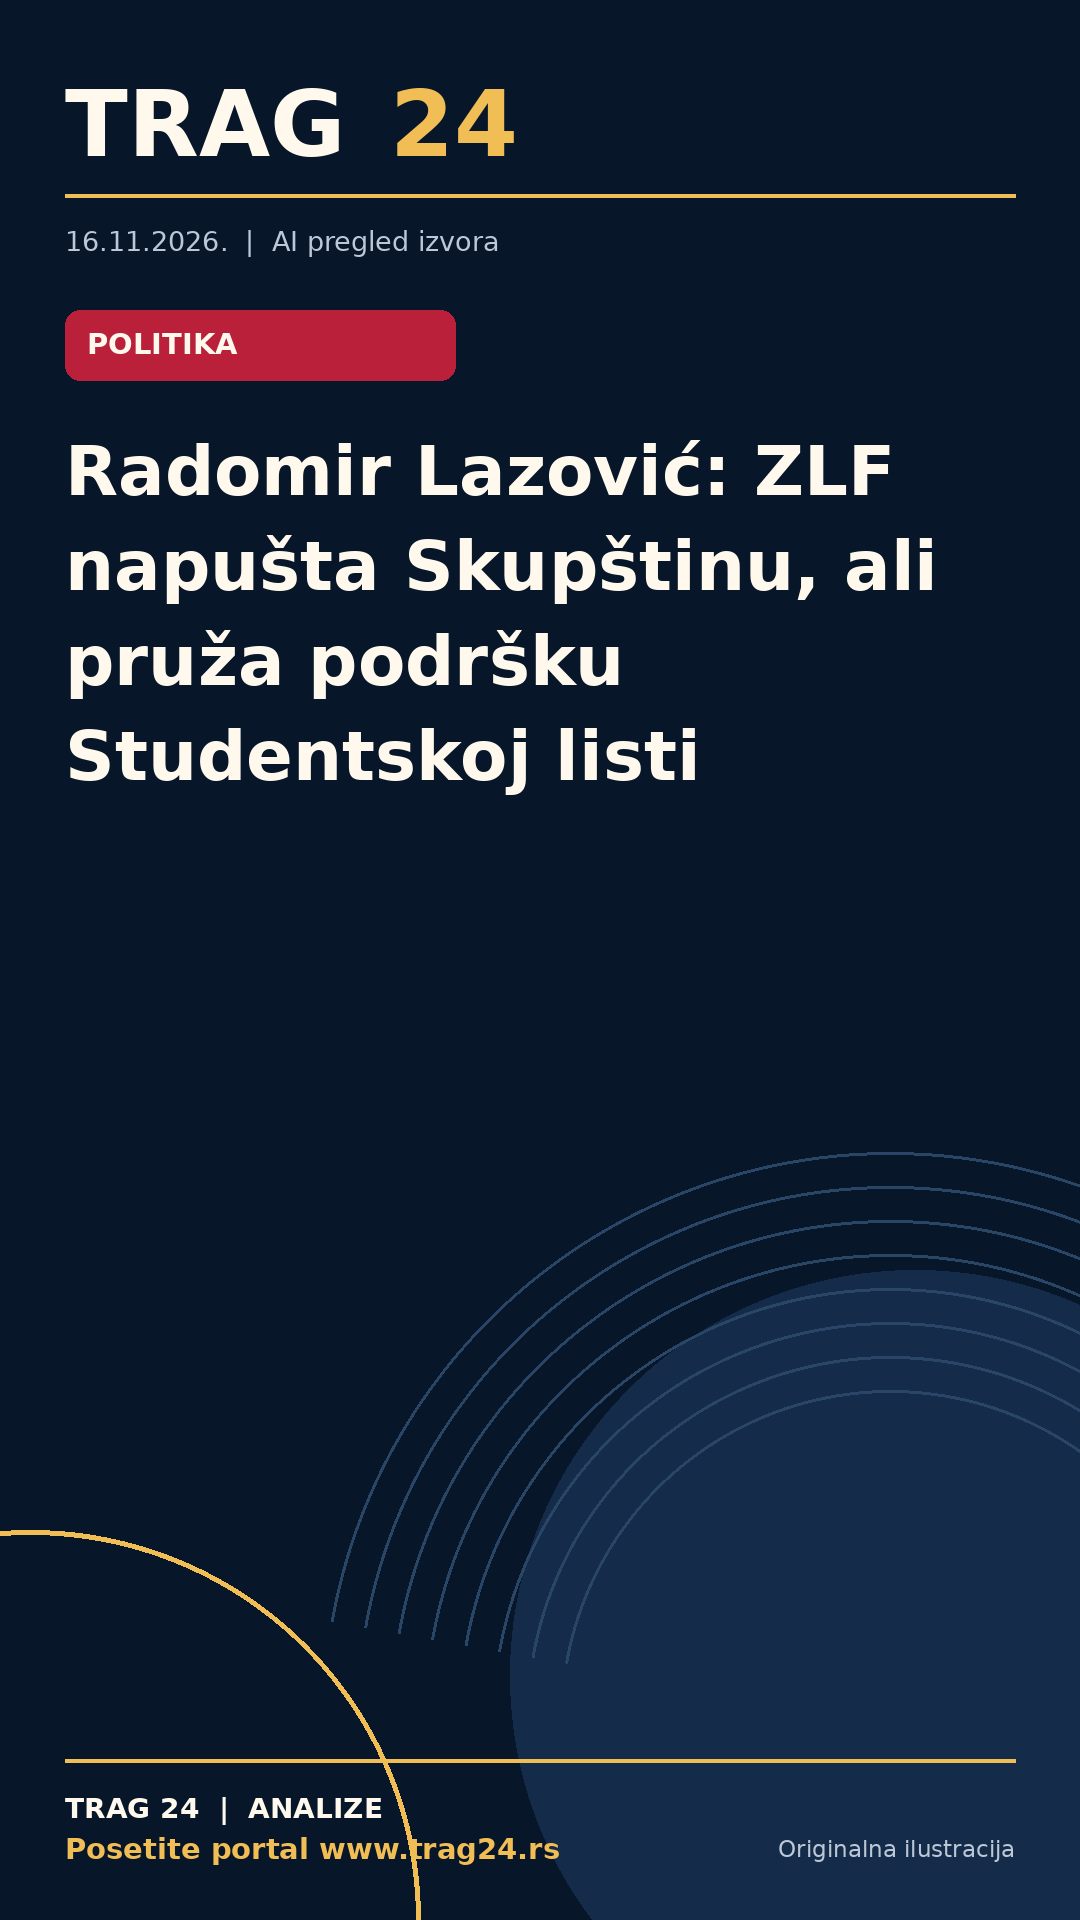 TRAG 24
16.11.2026. | AI pregled izvora
POLITIKA
Radomir Lazović: ZLF
napušta Skupštinu, ali
pruža podršku
Studentskoj listi
TRAG 24 | ANALIZE
Posetite portal www.trag24.rs
Originalna ilustracija